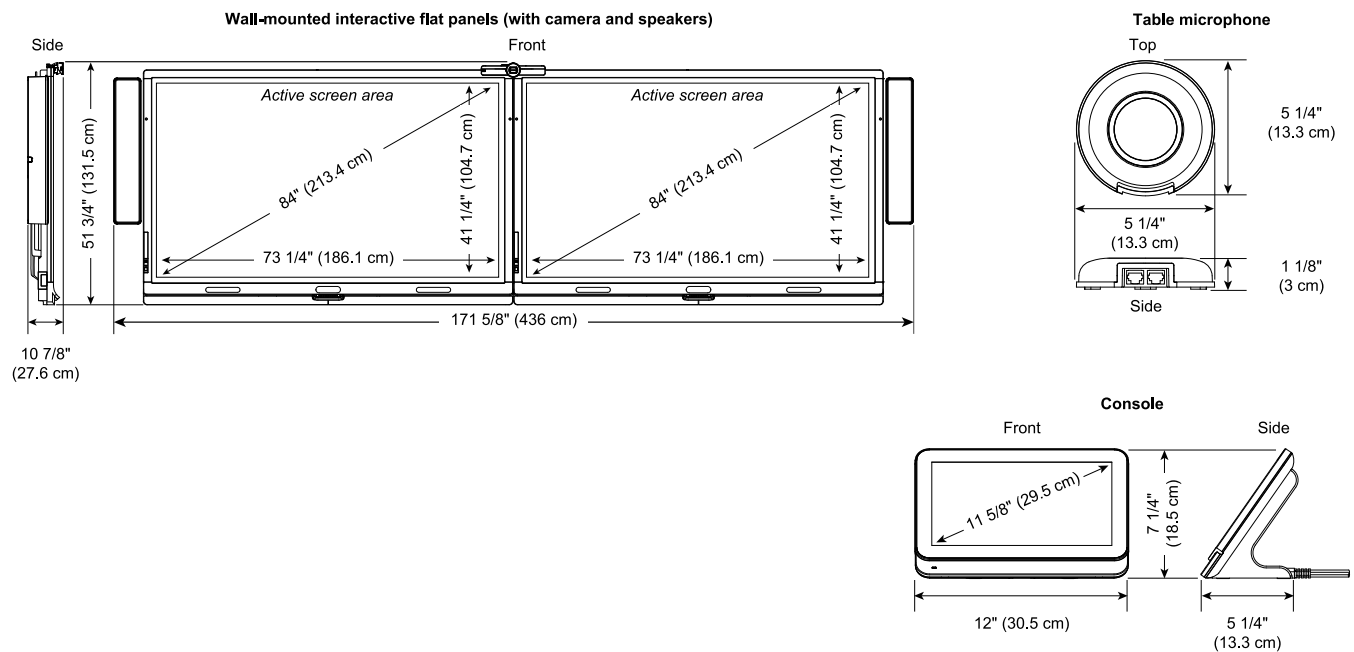 Wall-mounted interactive flat panels (with camera and speakers)
Side
Front
51 3/4" (131.5 cm)
Active screen area
84" (213.4 cm)
41 1/4" (104.7 cm)
73 1/4" (186.1 cm)
Active screen area
84" (213.4 cm)
41 1/4" (104.7 cm)
73 1/4" (186.1 cm)
171 5/8" (436 cm)
10 7/8"
(27.6 cm)
Table microphone
Top
5 1/4"
(13.3 cm)
5 1/4"
(13.3 cm)
1 1/8"
(3 cm)
Side
Console
Front
Side
11 5/8" (29.5 cm)
7 1/4"
(18.5 cm)
12" (30.5 cm)
5 1/4"
(13.3 cm)